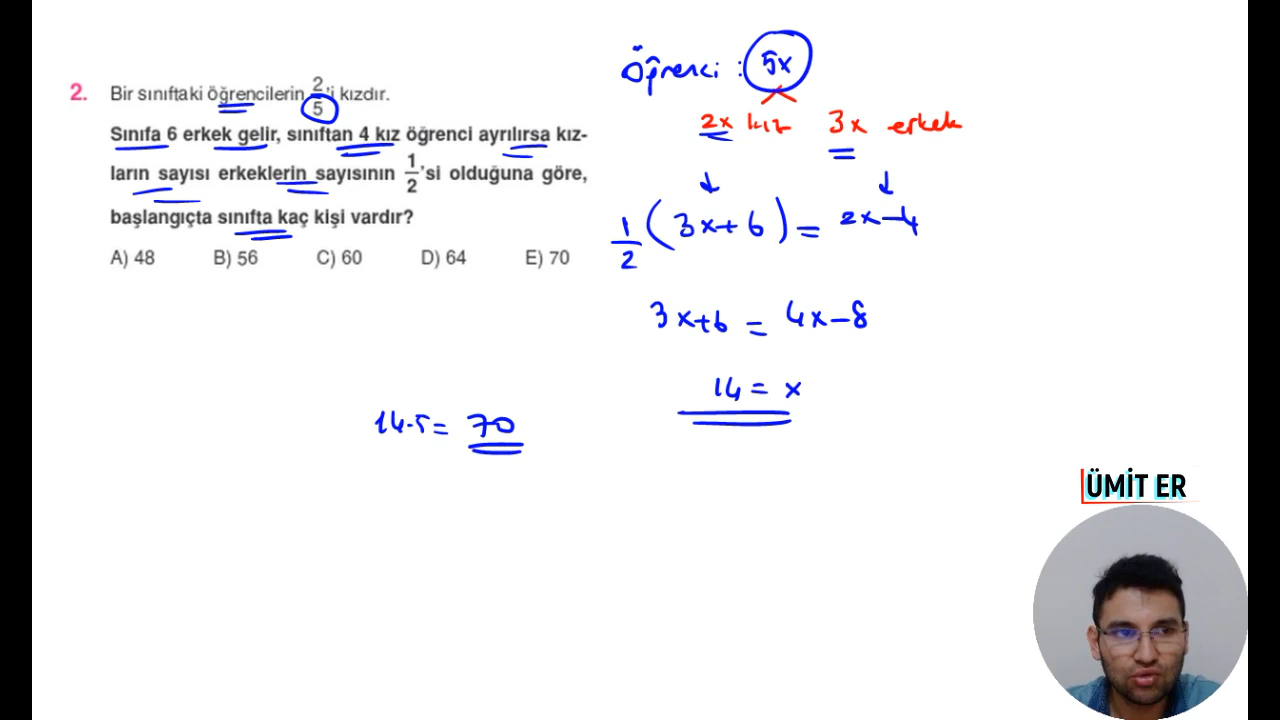 2. Bir sınıftaki öğrencilerin 2/5'i kızdır.
Sınıfa 6 erkek gelir, sınıftan 4 kız öğrenci ayrılırsa kız-
ların sayısı erkeklerin sayısının 1/2'si olduğuna göre,
başlangıçta sınıfta kaç kişi vardır?
A) 48 B) 56 C) 60 D) 64 E) 70
Öğrenci : 5x
2x kız 3x erkek
1/2 (3x+6) = 2x-4
3x+6 = 4x-8
14 = x
14.5 = 70
ÜMİT ER